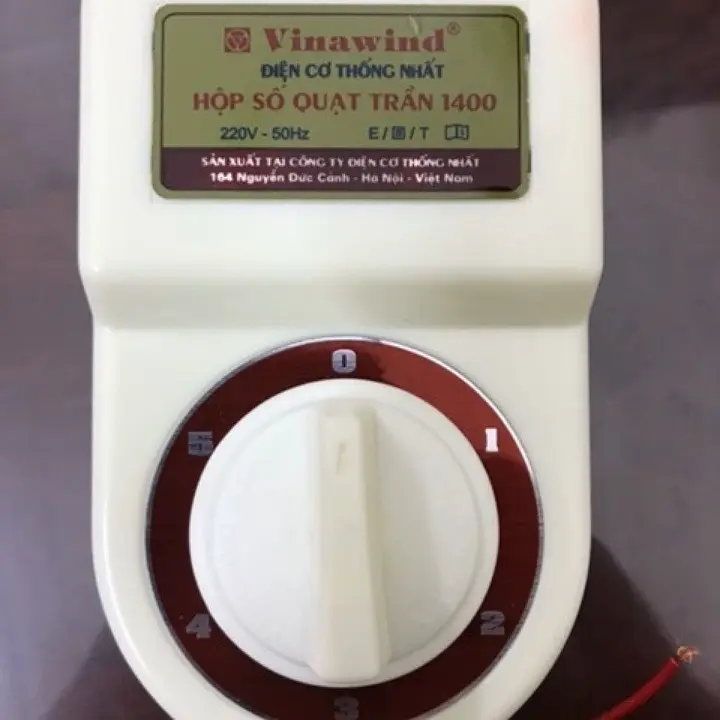 Vinawind®
ĐIỆN CƠ THỐNG NHẤT
HỘP SỐ QUẠT TRẦN 1400
220V - 50Hz E / / T
SẢN XUẤT TẠI CÔNG TY ĐIỆN CƠ THỐNG NHẤT
164 Nguyễn Đức Cảnh - Hà Nội - Việt Nam
0
1
2
3
4